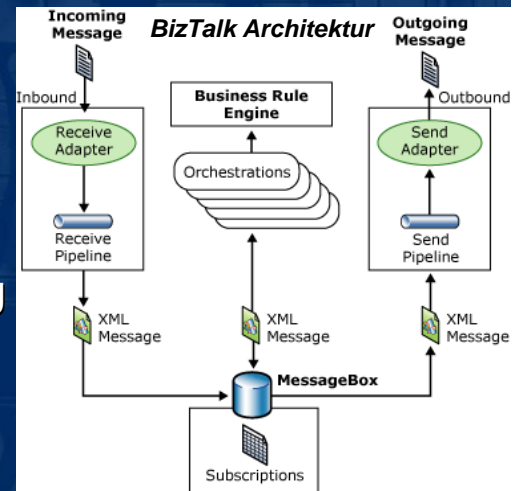 Incoming
Message
BizTalk Architektur
Outgoing
Message
Inbound
Outbound
Receive
Adapter
Receive
Pipeline
Business Rule
Engine
Orchestrations
Send
Adapter
Send
Pipeline
XML
Message
XML
Message
XML
Message
MessageBox
Subscriptions